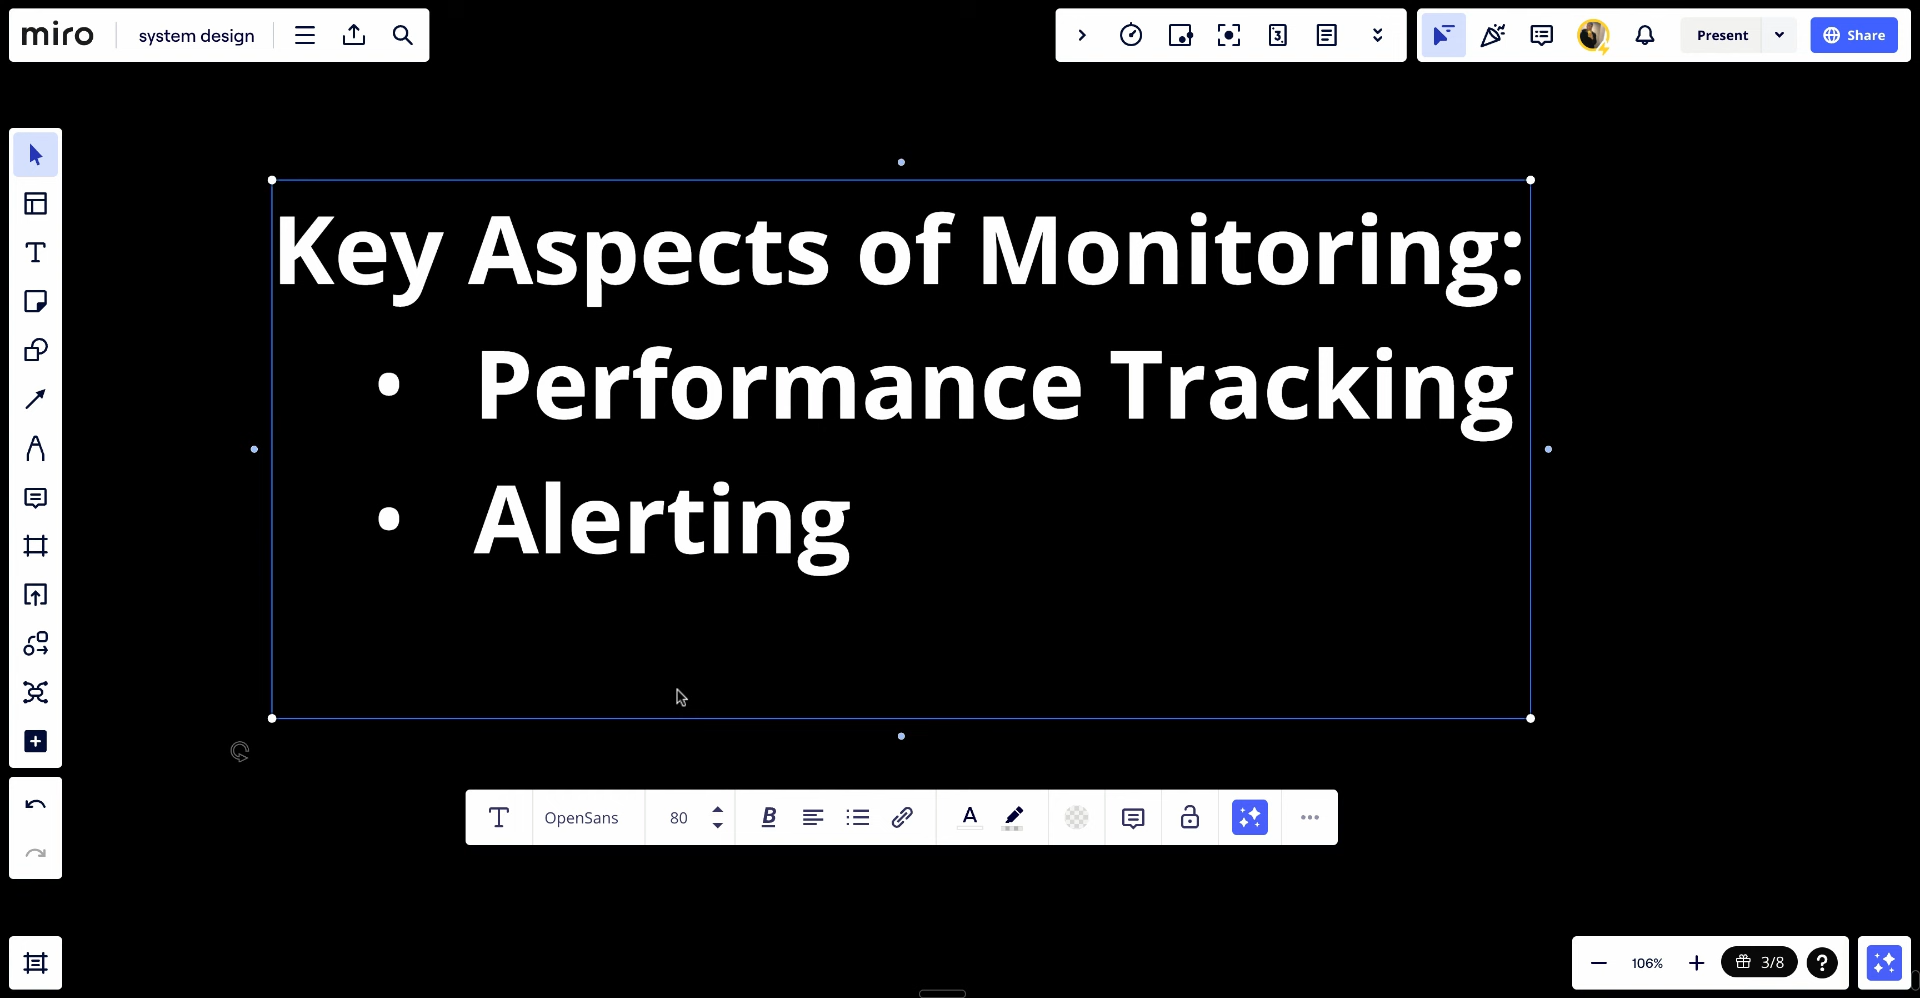 miro
system design
Present
Share
Key Aspects of Monitoring:
• Performance Tracking
• Alerting
OpenSans
80
B
A
106%
3/8
?